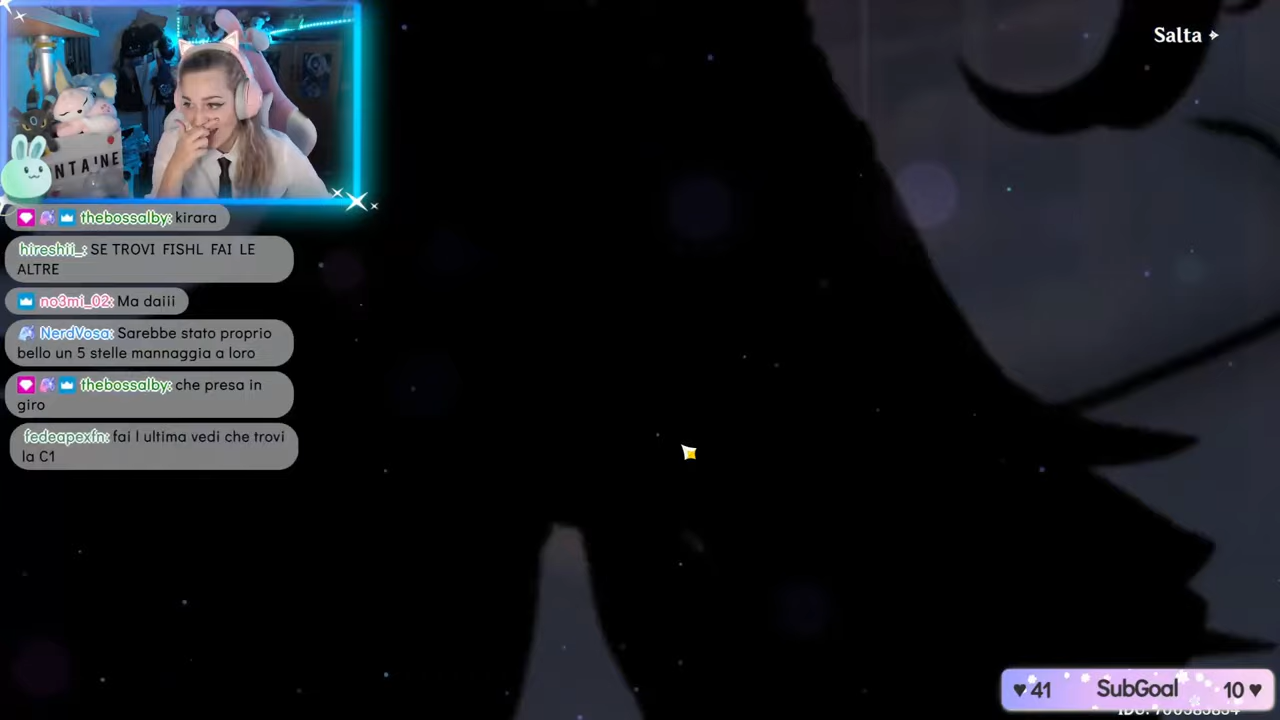 Salta
NTAINE
thebossalby: kirara
hireshii_: SE TROVI FISHL FAI LE
ALTRE
no3mi_02: Ma daiii
NerdVosa: Sarebbe stato proprio
bello un 5 stelle mannaggia a loro
thebossalby: che presa in
giro
fedeapexfn: fai l ultima vedi che trovi
la C1
♥ 41 SubGoal 10 ♥